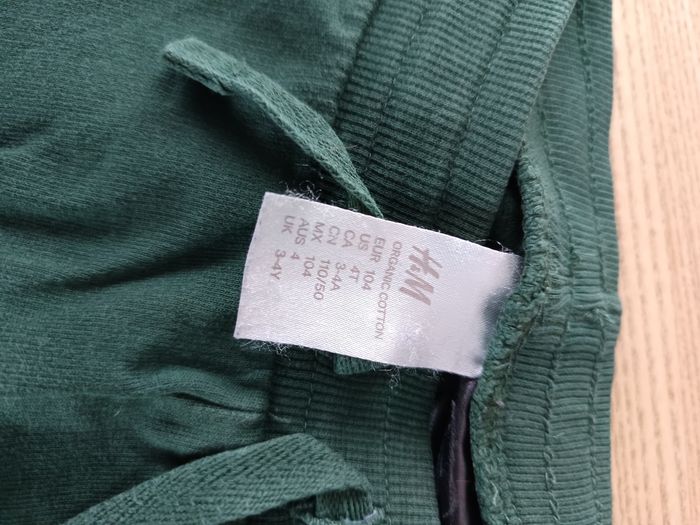 H&M
ORGANIC COTTON
EUR 104
US 4T
CA 3-4A
CN 110/50
MX 104
AUS 4
UK 3-4Y